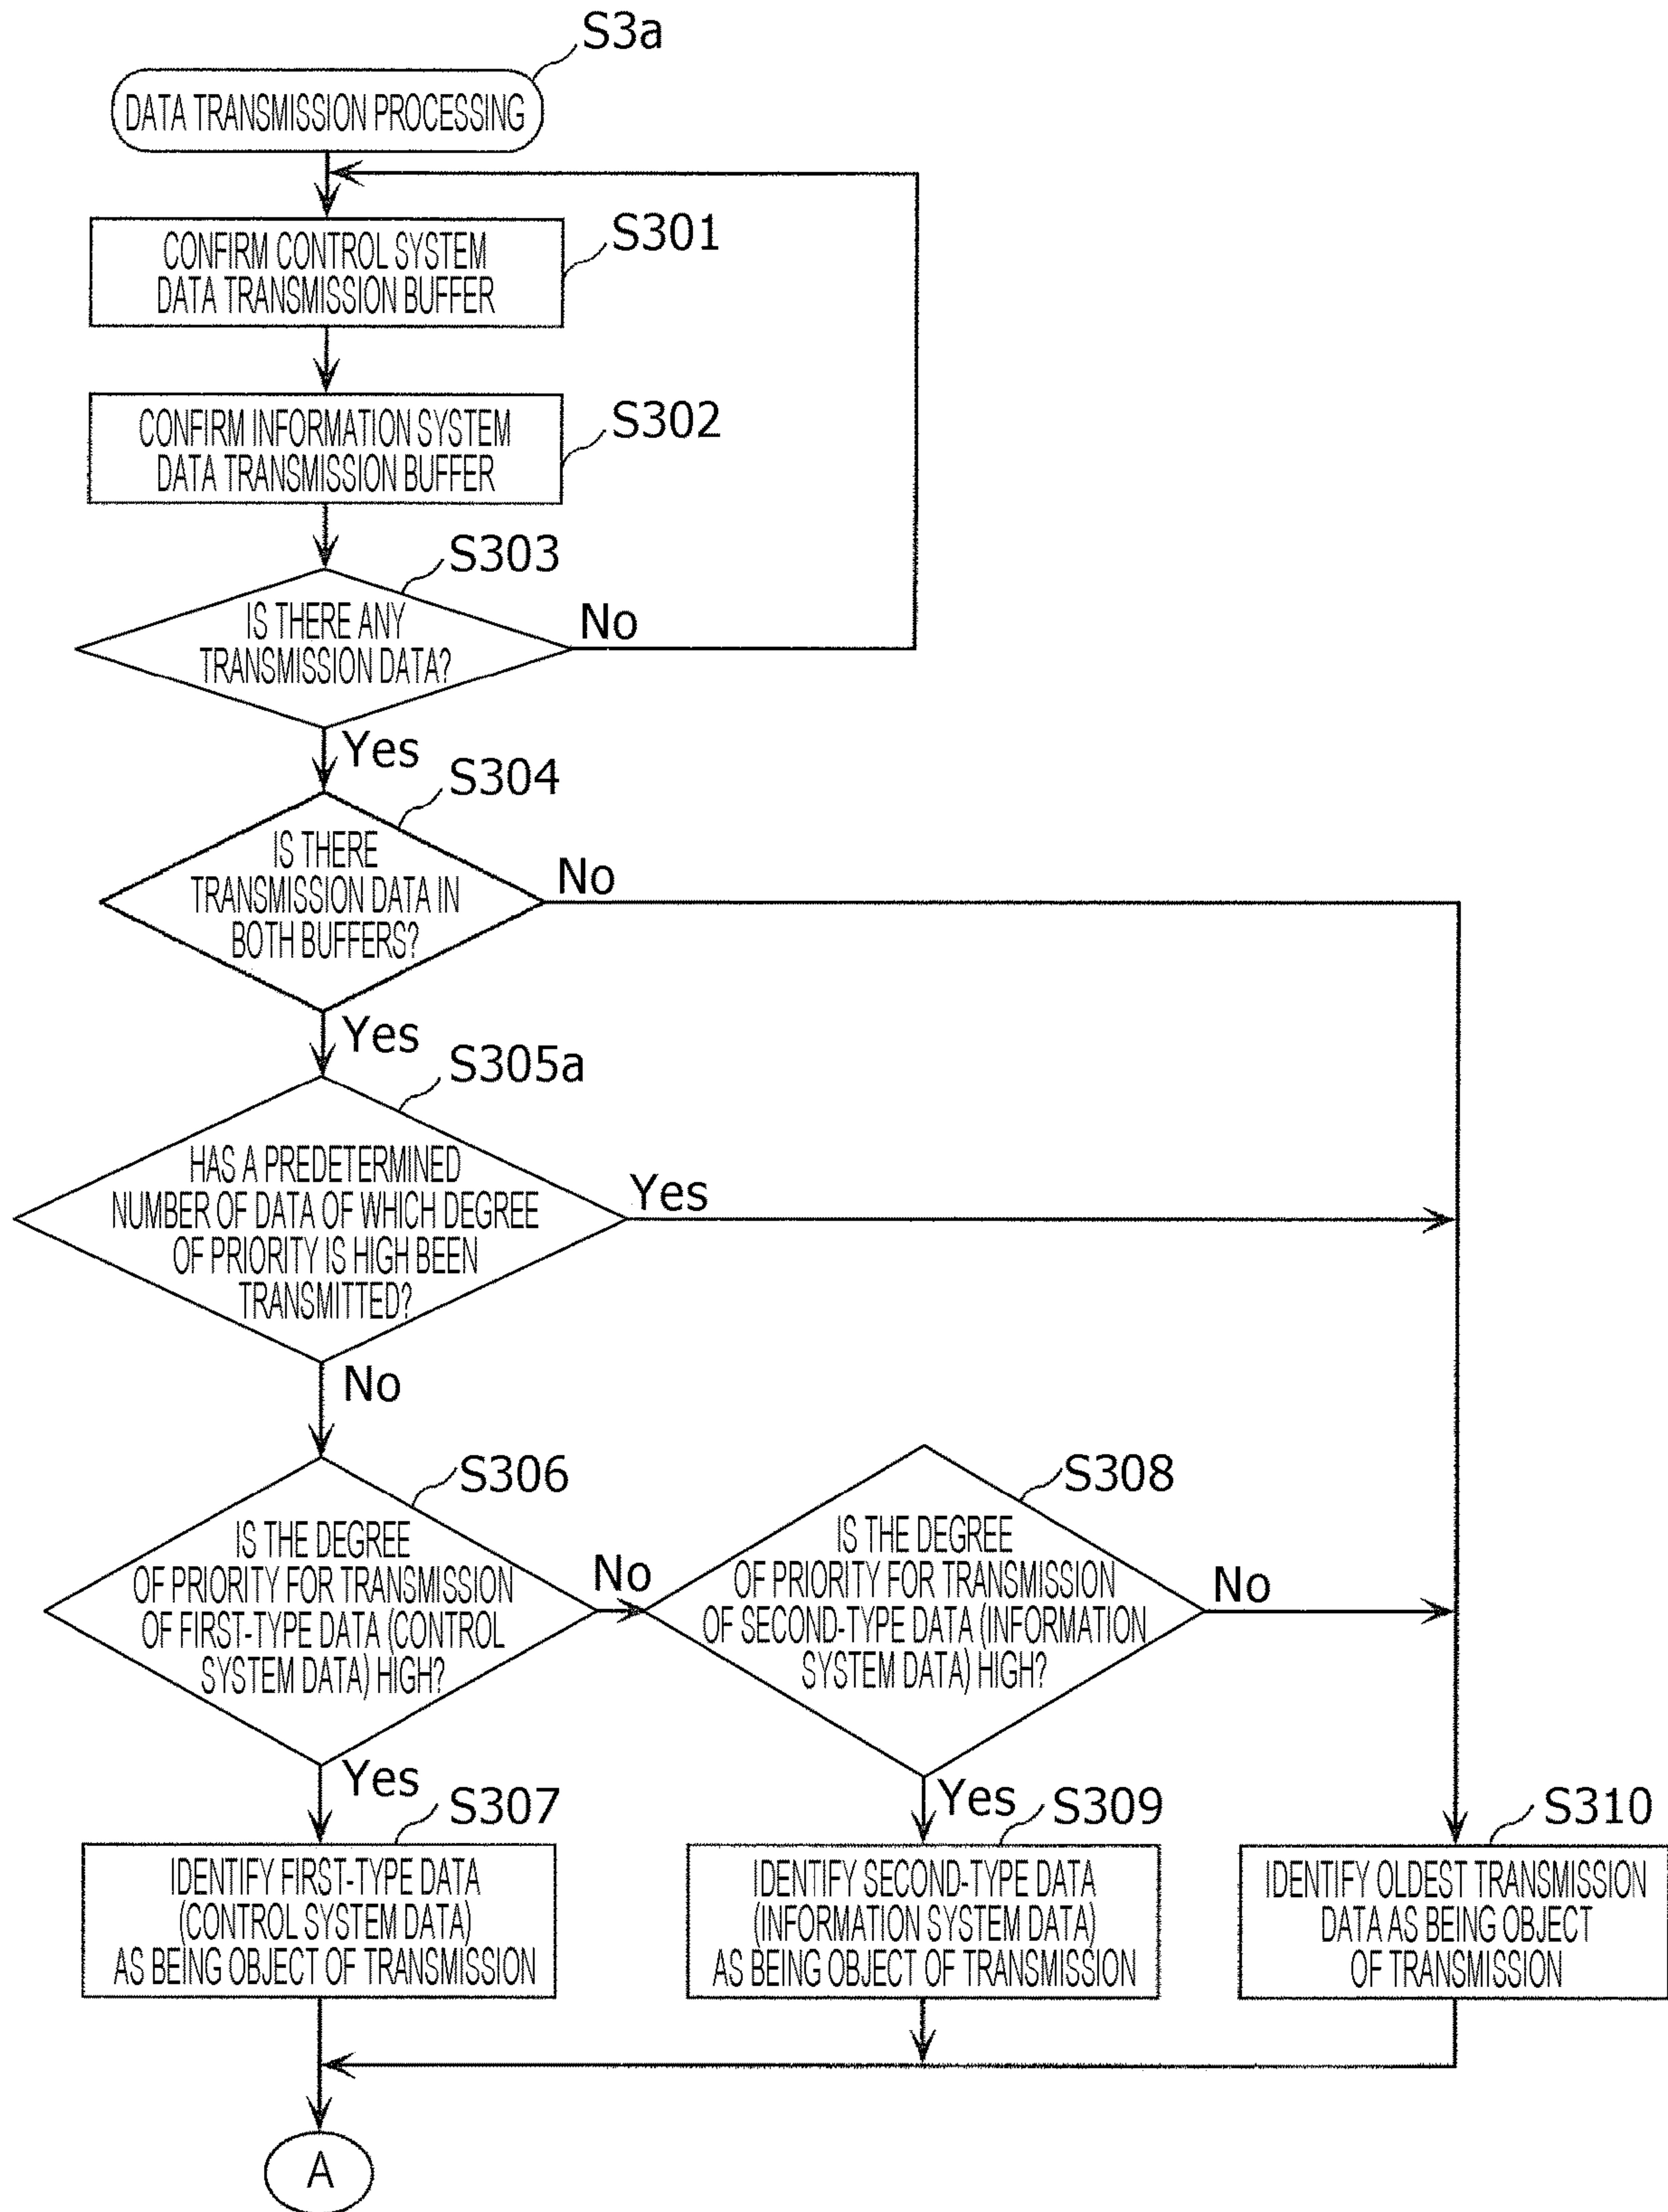 S3a
DATA TRANSMISSION PROCESSING
S301
CONFIRM CONTROL SYSTEM
DATA TRANSMISSION BUFFER
S302
CONFIRM INFORMATION SYSTEM
DATA TRANSMISSION BUFFER
S303
IS THERE ANY
TRANSMISSION DATA?
No
Yes
S304
IS THERE
TRANSMISSION DATA IN
BOTH BUFFERS?
No
Yes
S305a
HAS A PREDETERMINED
NUMBER OF DATA OF WHICH DEGREE
OF PRIORITY IS HIGH BEEN
TRANSMITTED?
Yes
No
S306
IS THE DEGREE
OF PRIORITY FOR TRANSMISSION
OF FIRST-TYPE DATA (CONTROL
SYSTEM DATA) HIGH?
No
Yes
S308
IS THE DEGREE
OF PRIORITY FOR TRANSMISSION
OF SECOND-TYPE DATA (INFORMATION
SYSTEM DATA) HIGH?
No
Yes
S307
IDENTIFY FIRST-TYPE DATA
(CONTROL SYSTEM DATA)
AS BEING OBJECT OF TRANSMISSION
S309
IDENTIFY SECOND-TYPE DATA
(INFORMATION SYSTEM DATA)
AS BEING OBJECT OF TRANSMISSION
S310
IDENTIFY OLDEST TRANSMISSION
DATA AS BEING OBJECT
OF TRANSMISSION
A